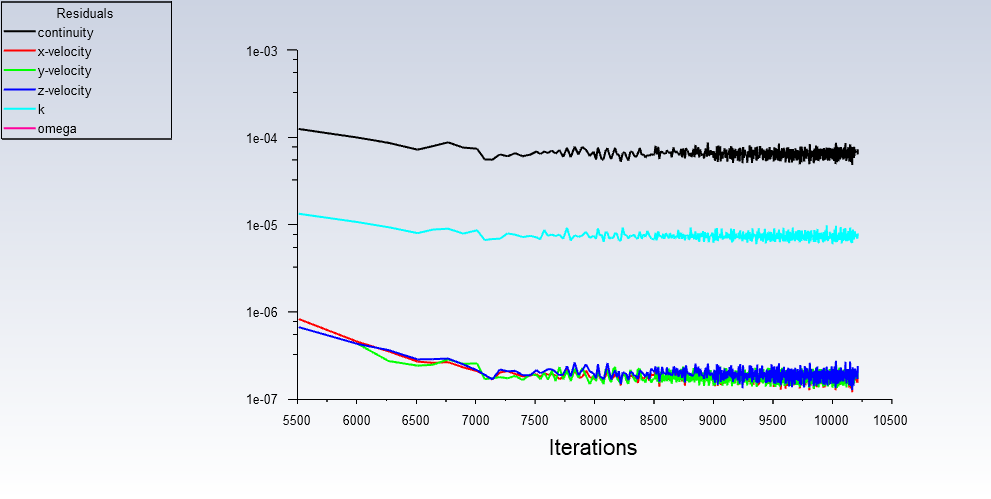 Residuals
continuity
x-velocity
y-velocity
z-velocity
k
omega
1e-03
1e-04
1e-05
1e-06
1e-07
5500 6000 6500 7000 7500 8000 8500 9000 9500 10000 10500
Iterations